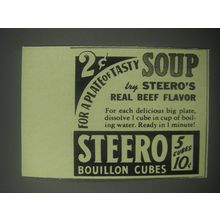 2¢ FOR A PLATE OF TASTY
SOUP
try STEERO'S
REAL BEEF FLAVOR
For each delicious big plate,
dissolve 1 cube in cup of boil-
ing water. Ready in 1 minute!
STEERO
BOUILLON CUBES
5
CUBES
10¢